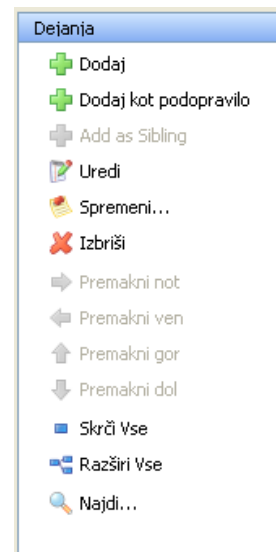 Dejanja
Dodaj
Dodaj kot podopravilo
Add as Sibling
Uredi
Spremeni...
Izbriši
Premakni not
Premakni ven
Premakni gor
Premakni dol
Skrči Vse
Razširi Vse
Najdi...